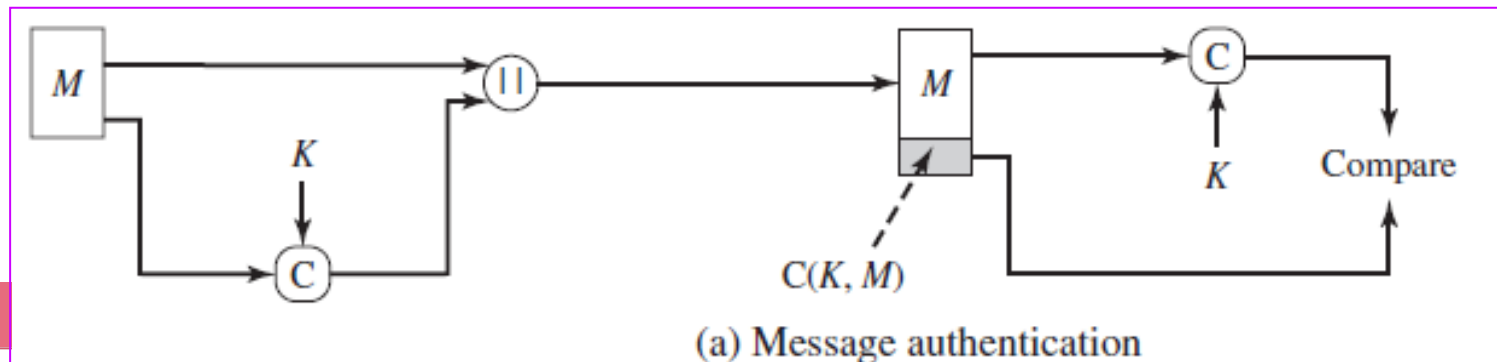 M
||
K
C
M
C(K, M)
C
K
Compare
(a) Message authentication